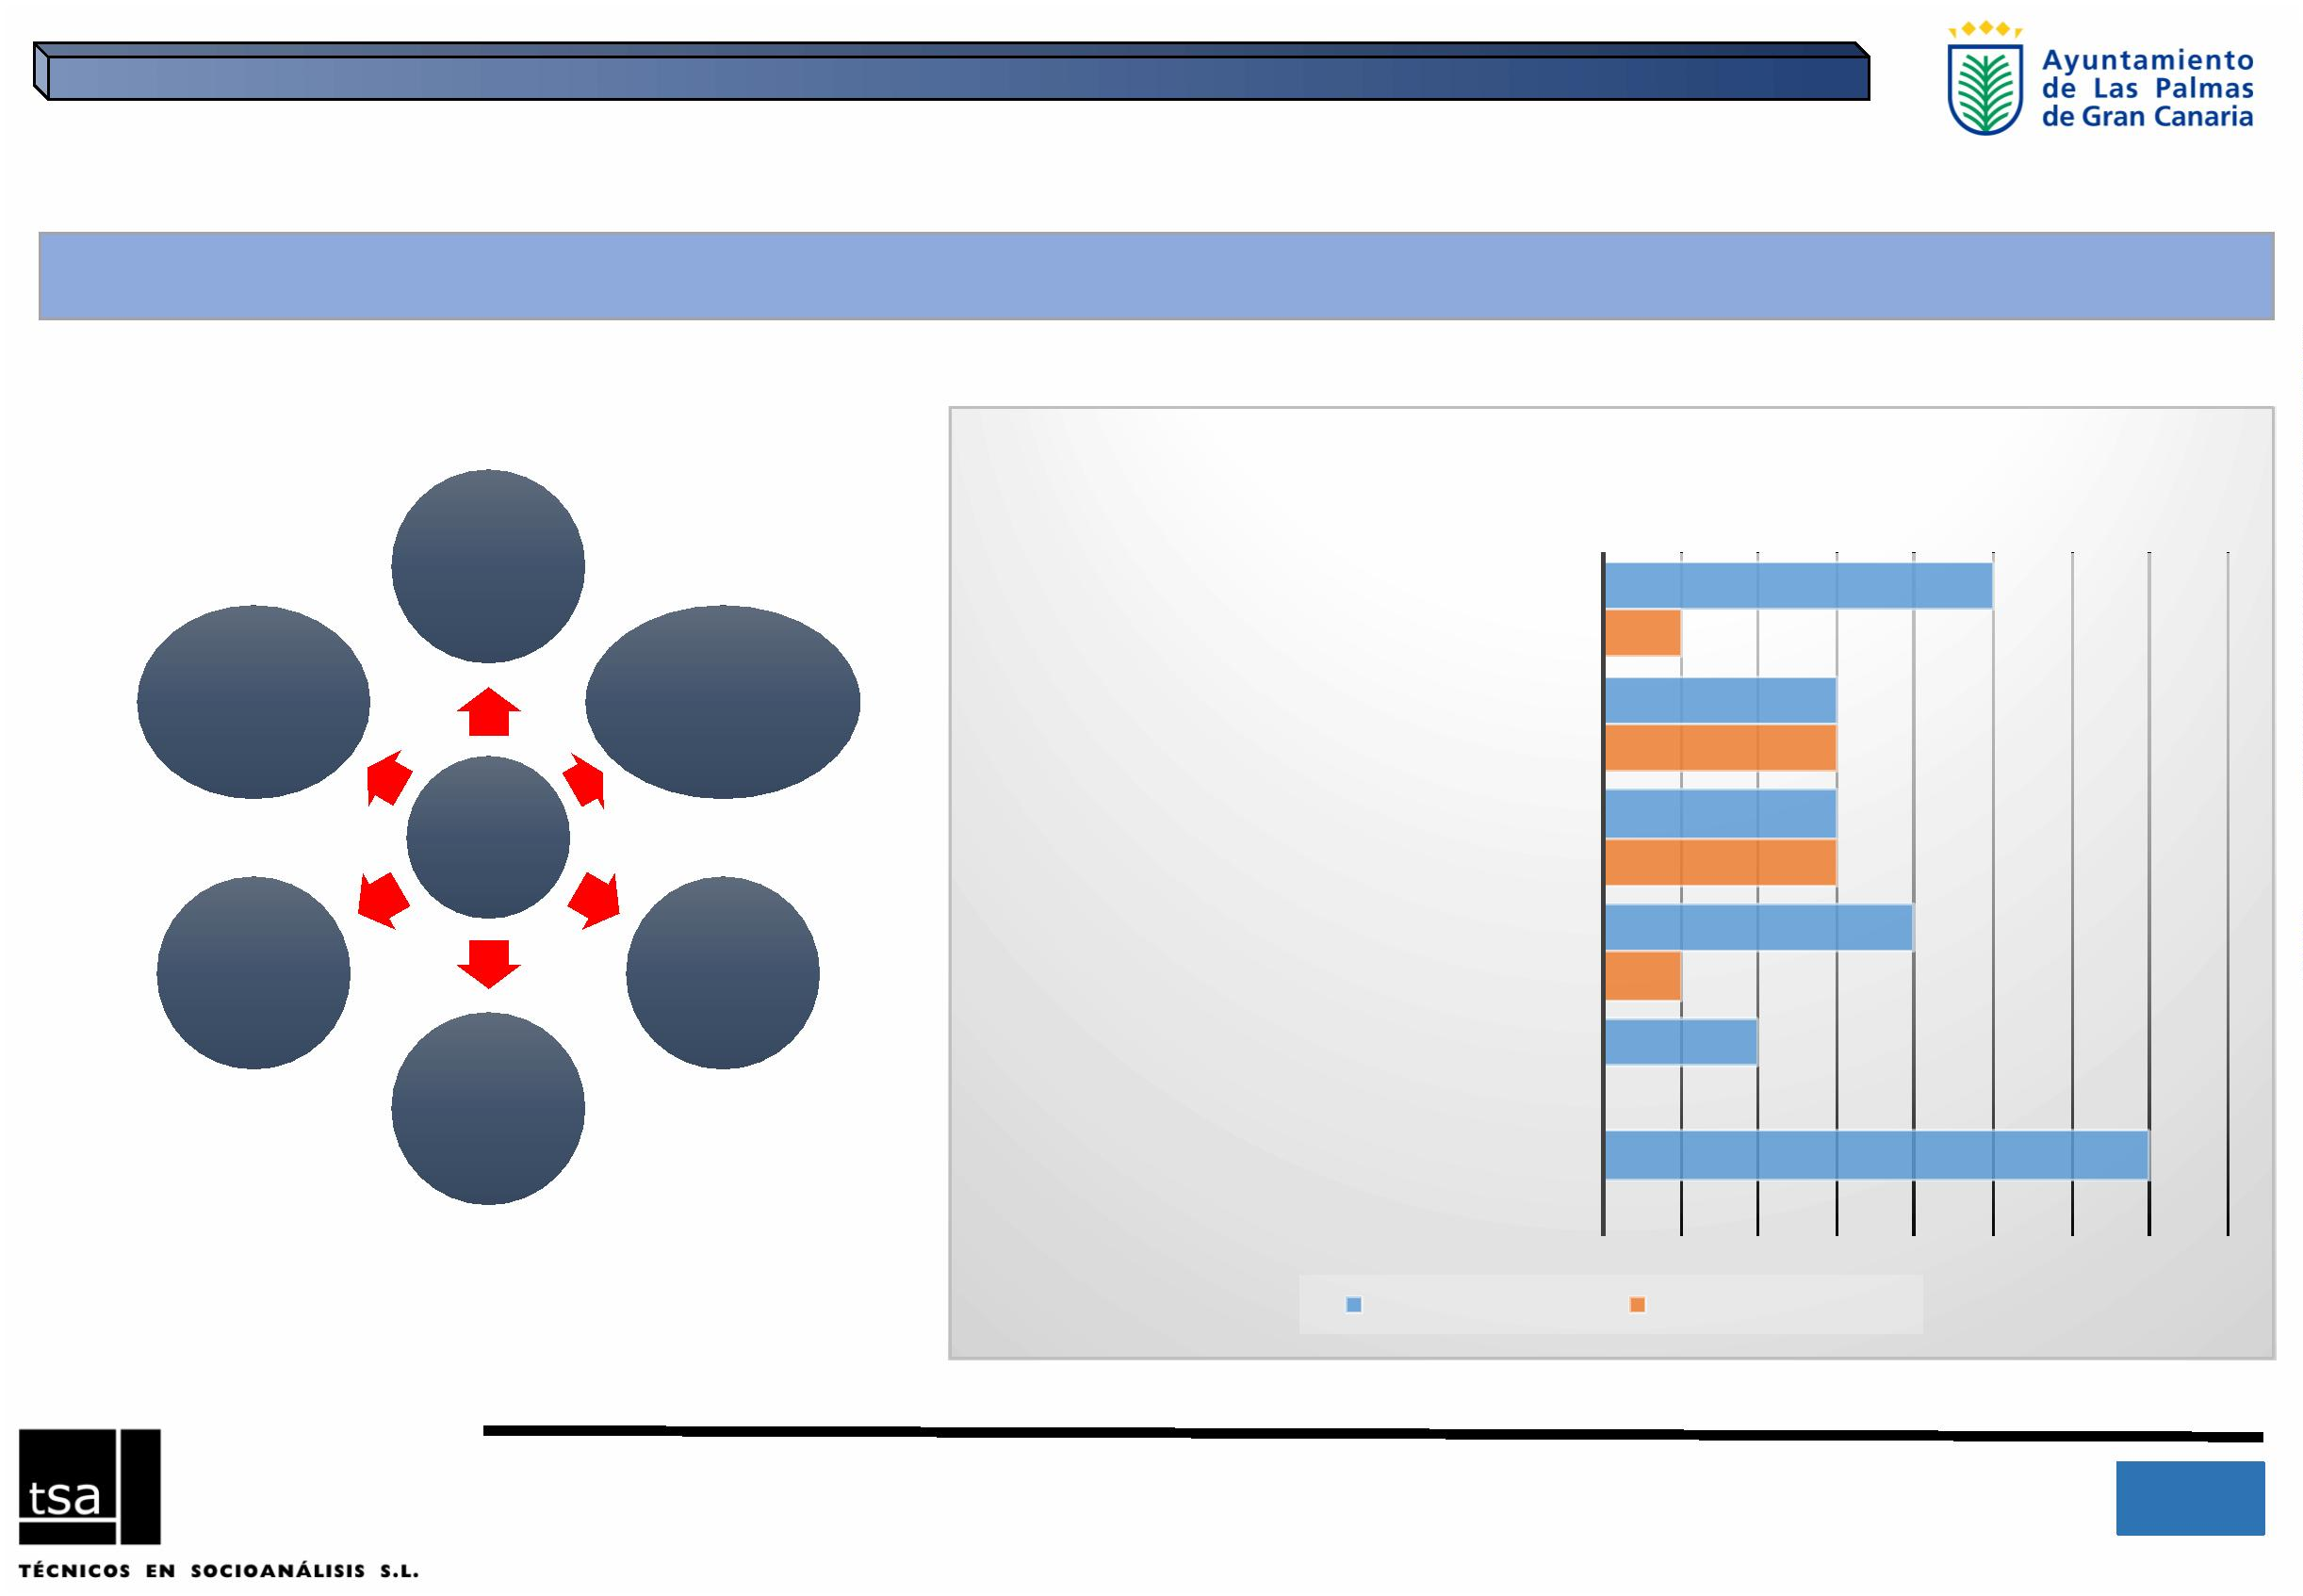 Ayuntamiento
de Las Palmas
de Gran Canaria
tsa
TÉCNICOS EN SOCIOANÁLISIS S.L.